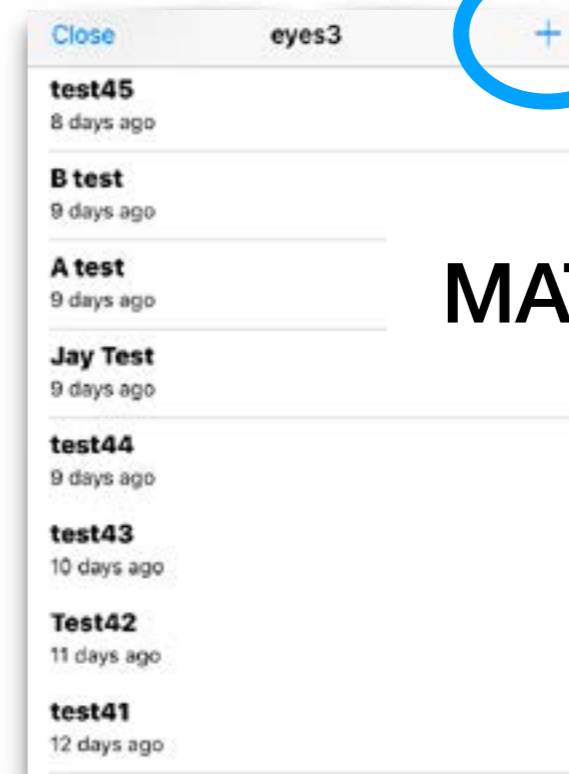 Close eyes3 +
test45
8 days ago
B test
9 days ago
A test
9 days ago
MAT
Jay Test
9 days ago
test44
9 days ago
test43
10 days ago
Test42
11 days ago
test41
12 days ago